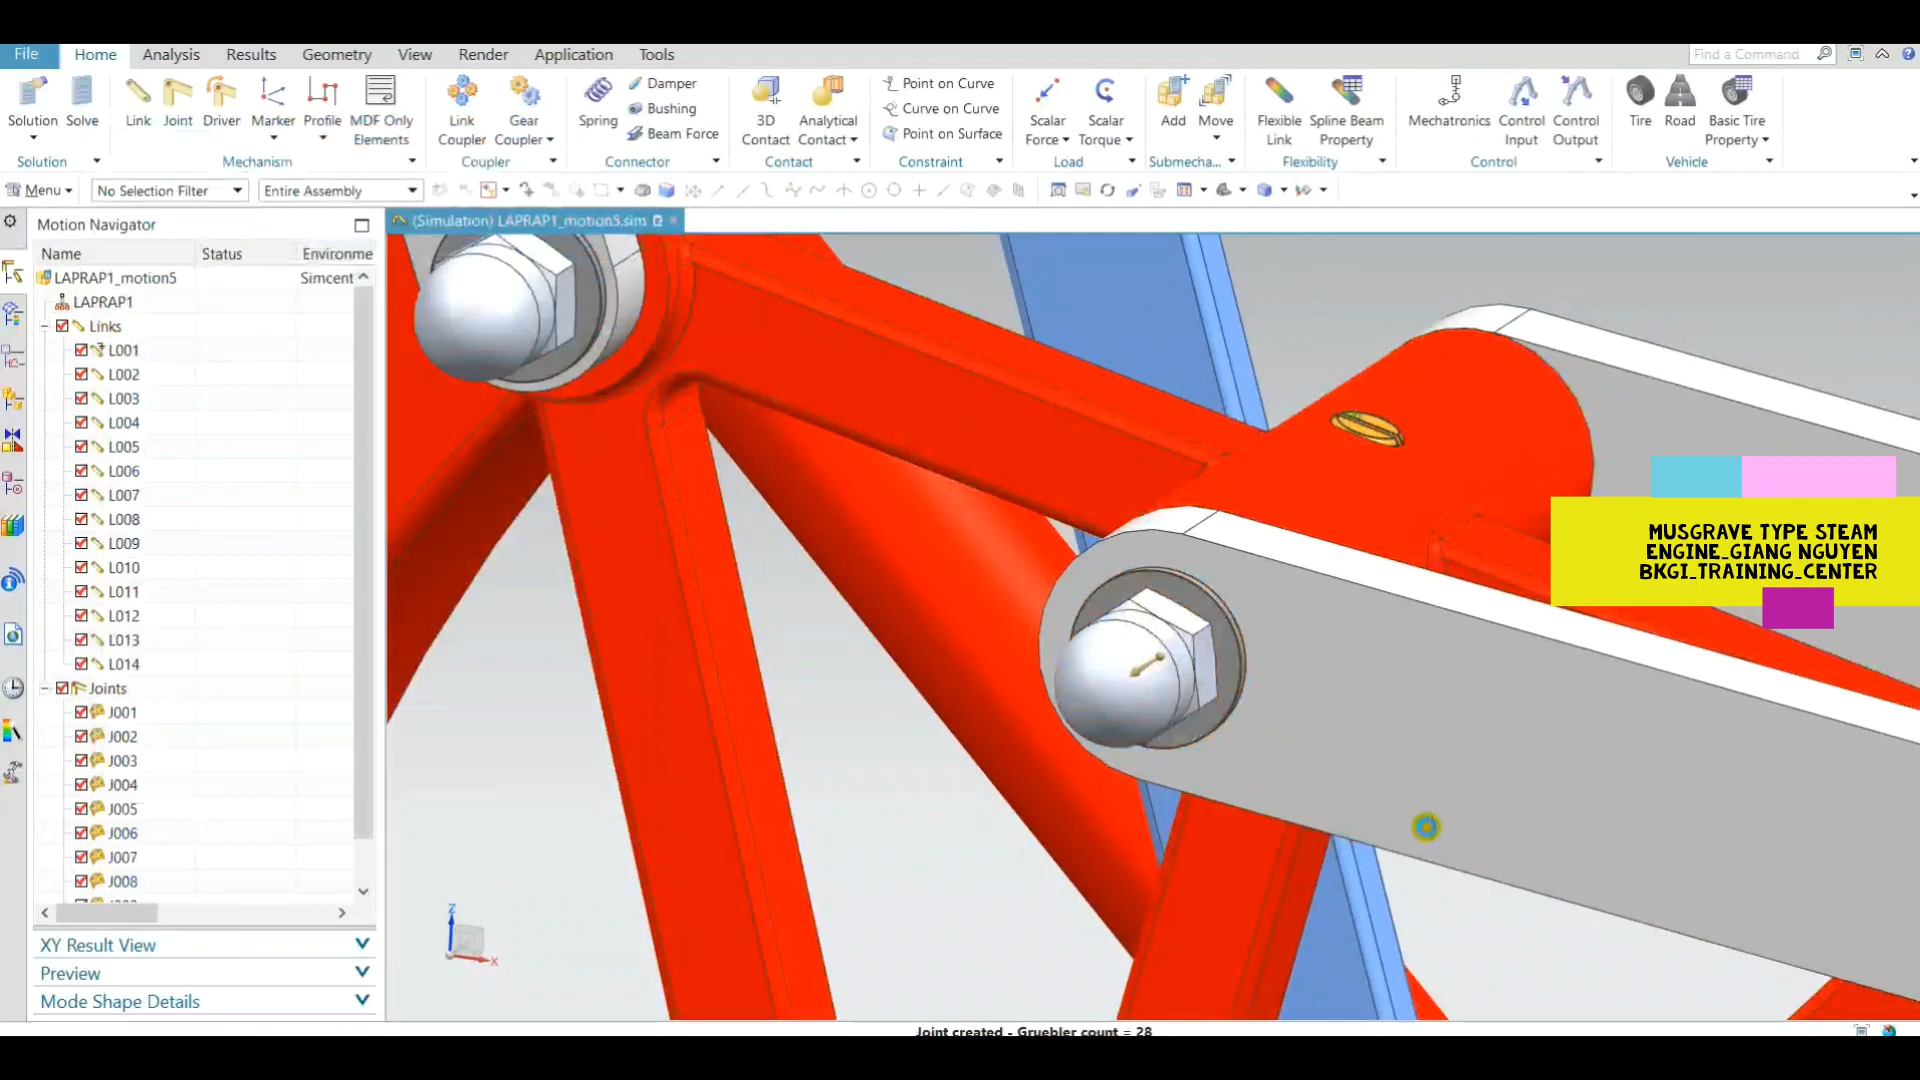 File Home Analysis Results Geometry View Render Application Tools Find a Command
Solution Solve Link Joint Driver Marker Profile MDF Only Elements Link Coupler Gear Coupler Spring Damper Bushing Beam Force 3D Contact Analytical Contact Point on Curve Curve on Curve Point on Surface Scalar Force Scalar Torque Add Move Flexible Link Spline Beam Property Mechatronics Control Input Control Output Tire Road Basic Tire Property
Solution Mechanism Coupler Connector Contact Constraint Load Submecha... Flexibility Control Vehicle
Menu No Selection Filter Entire Assembly
Motion Navigator
(Simulation) LAPRAP1_motion5.sim
Name Status Environme
LAPRAP1_motion5 Simcent
LAPRAP1
Links
L001
L002
L003
L004
L005
L006
L007
L008
L009
L010
L011
L012
L013
L014
Joints
J001
J002
J003
J004
J005
J006
J007
J008
XY Result View
Preview
Mode Shape Details
Z
X
MUSGRAVE TYPE STEAM
ENGINE_GIANG NGUYEN
BKGI_TRAINING_CENTER
Joint created - Gruebler count = 28